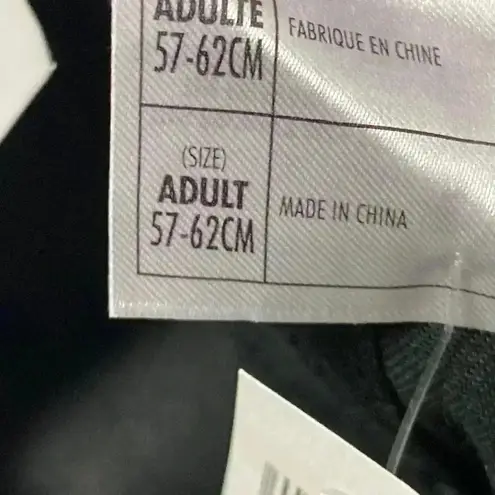 ADULTE
57-62CM
FABRIQUE EN CHINE
(SIZE)
ADULT
57-62CM
MADE IN CHINA